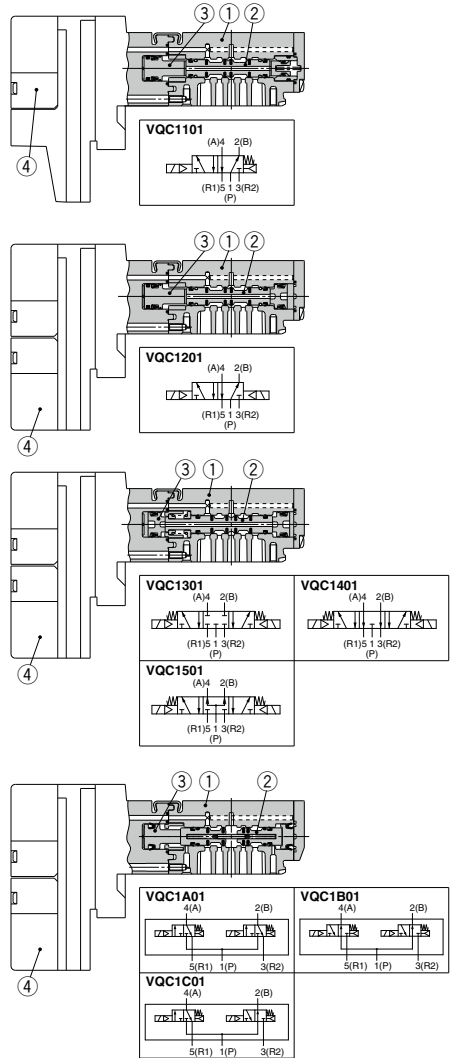 ③ ① ②
④
VQC1101
(A)4 2(B)
(R1)5 1 3(R2)
(P)
③ ① ②
④
VQC1201
(A)4 2(B)
(R1)5 1 3(R2)
(P)
③ ① ②
④
VQC1301
(A)4 2(B)
(R1)5 1 3(R2)
(P)
VQC1401
(A)4 2(B)
(R1)5 1 3(R2)
(P)
VQC1501
(A)4 2(B)
(R1)5 1 3(R2)
(P)
③ ① ②
④
VQC1A01
4(A) 2(B)
5(R1) 1(P) 3(R2)
VQC1B01
4(A) 2(B)
5(R1) 1(P) 3(R2)
VQC1C01
4(A) 2(B)
5(R1) 1(P) 3(R2)